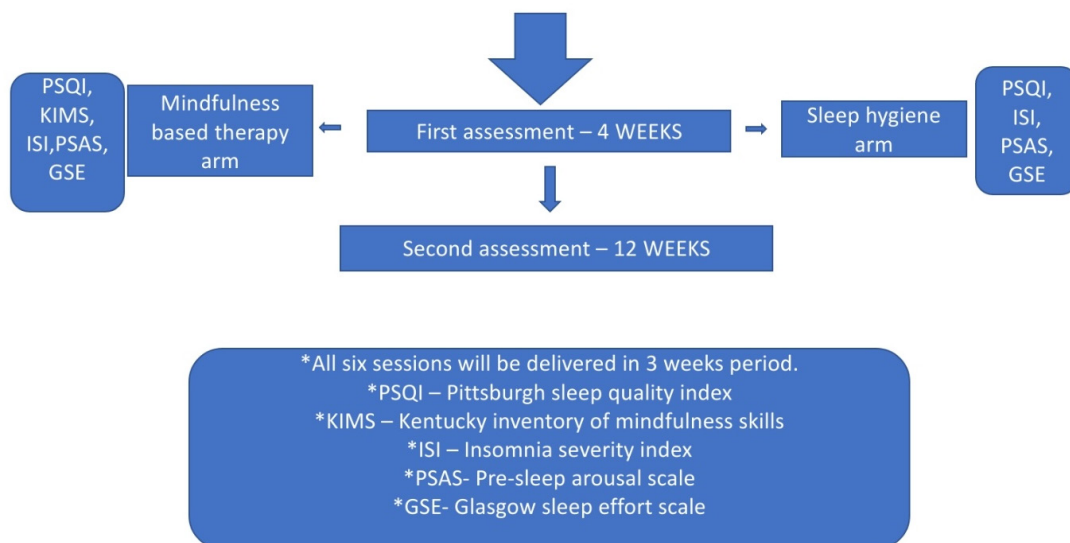 PSQI,
KIMS,
ISI,PSAS,
GSE
Mindfulness
based therapy
arm
First assessment – 4 WEEKS
Sleep hygiene
arm
PSQI,
ISI,
PSAS,
GSE
Second assessment – 12 WEEKS
*All six sessions will be delivered in 3 weeks period.
*PSQI – Pittsburgh sleep quality index
*KIMS – Kentucky inventory of mindfulness skills
*ISI – Insomnia severity index
*PSAS- Pre-sleep arousal scale
*GSE- Glasgow sleep effort scale